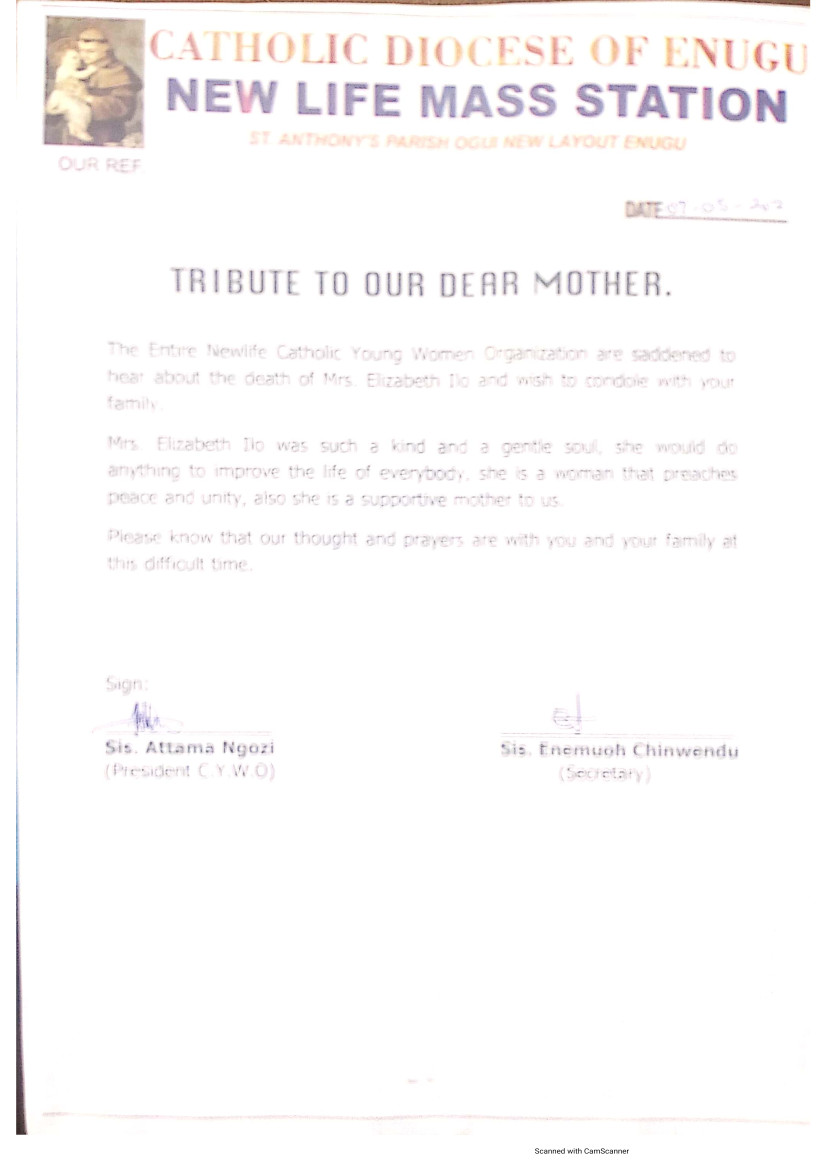 CATHOLIC DIOCESE OF ENUGU
NEW LIFE MASS STATION
ST. ANTHONY'S PARISH OGUI NEW LAYOUT ENUGU
OUR REF
DATE 07-05-202
TRIBUTE TO OUR DEAR MOTHER.
The Entire Newlife Catholic Young Women Organization are saddened to
hear about the death of Mrs. Elizabeth Ilo and wish to condole with your
family.
Mrs. Elizabeth Ilo was such a kind and a gentle soul, she would do
anything to improve the life of everybody, she is a woman that preaches
peace and unity, also she is a supportive mother to us.
Please know that our thought and prayers are with you and your family at
this difficult time.
Sign:
Sis. Attama Ngozi
Sis. Enemuoh Chinwendu
(President C.Y.W.O)
(Secretary)
Scanned with CamScanner